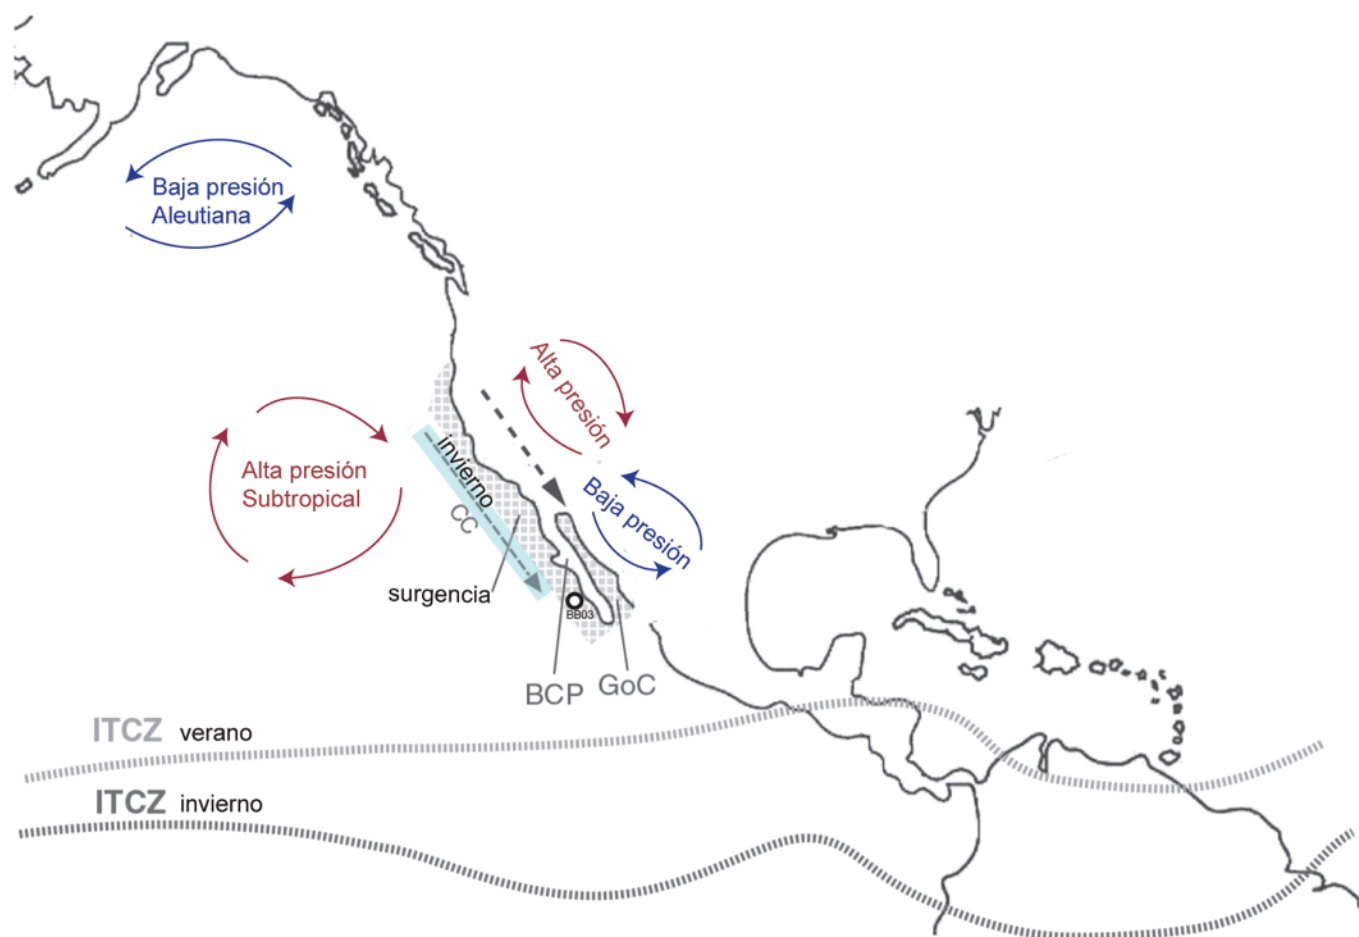 Baja presión
Aleutiana
Alta presión
Alta presión
Subtropical
invierno
CC
Baja presión
surgencia
BB03
BCP
GoC
ITCZ verano
ITCZ invierno